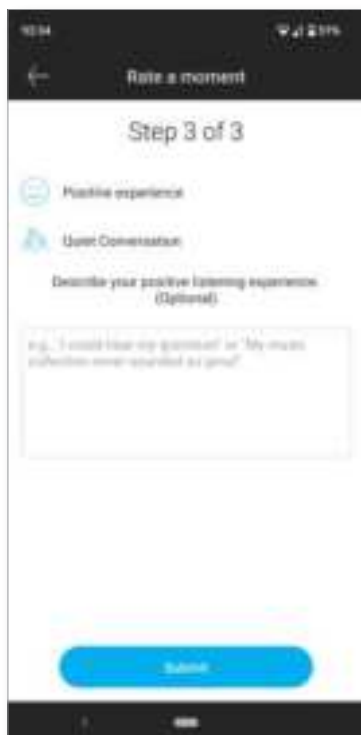 Rate a moment
Step 3 of 3
Positive experience
Quiet Conversation
Describe your positive listening experience.
(Optional)
e.g., "I could hear my or "My music
collection never sounded so good"
Submit